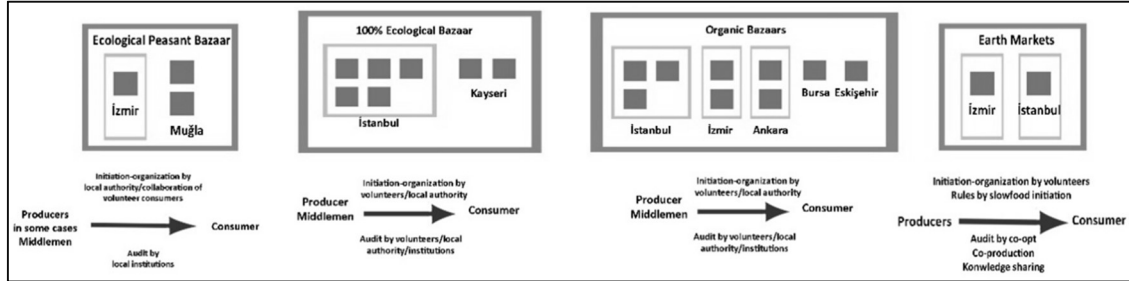 Ecological Peasant Bazaar
İzmir
Muğla
Initiation-organization by
local authority/collaboration of
volunteer consumers
Producers
in some cases
Middlemen
Consumer
Audit by
local institutions
100% Ecological Bazaar
İstanbul
Kayseri
Initiation-organization by
volunteers/local authority
Producer
Middlemen
Consumer
Audit by volunteers/local
authority/institutions
Organic Bazaars
İstanbul
İzmir
Ankara
Bursa
Eskişehir
Initiation-organization by
volunteers/local authority
Producer
Middlemen
Consumer
Audit by volunteers/local
authority/institutions
Earth Markets
İzmir
İstanbul
Initiation-organization by volunteers
Rules by slowfood initiation
Producers
Consumer
Audit by co-opt
Co-production
Konwledge sharing